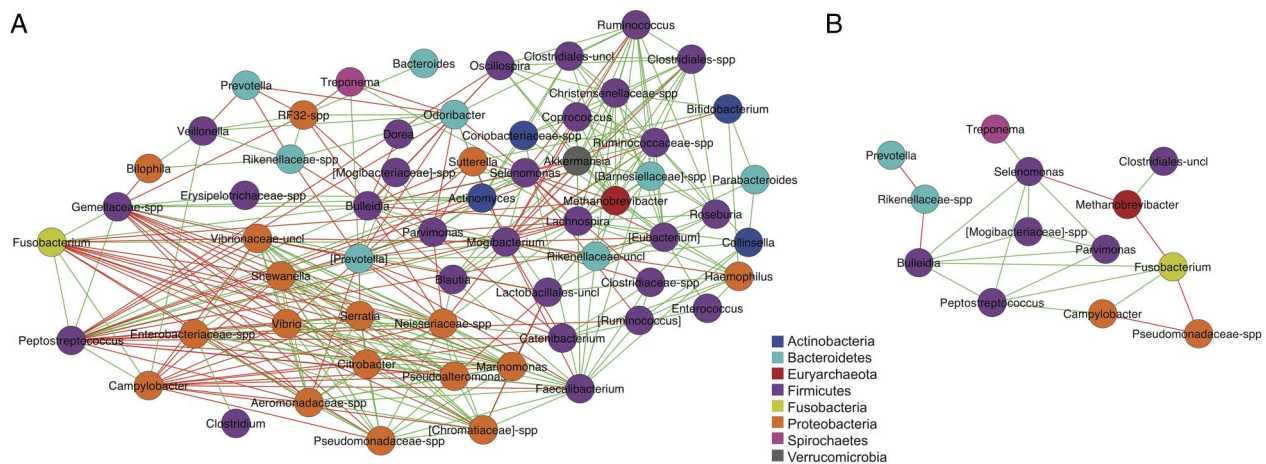 A
B
Ruminococcus
Clostridiales-uncl
Clostridiales-spp
Bacteroides
Oscillospira
Treponema
Prevotella
Christensenellaceae-spp
Bifidobacterium
RF32-spp
Odoribacter
Coprococcus
Veillonella
Dorea
Coriobacteriaceae-spp
Ruminococcaceae-spp
Rikenellaceae-spp
Sutterella
Akkermansia
Bilophila
[Mogibacteriaceae]-spp
Selenomonas
[Barnesiellaceae]-spp
Parabacteroides
Erysipelotrichaceae-spp
Actinomyces
Methanobrevibacter
Gemellaceae-spp
Bulleidia
Lachnospira
Roseburia
Fusobacterium
Vibrionaceae-uncl
Parvimonas
Mogibacterium
[Eubacterium]
Collinsella
[Prevotella]
Rikenellaceae-uncl
Shewanella
Blautia
Clostridiaceae-spp
Haemophilus
Lactobacillales-uncl
Enterococcus
Peptostreptococcus
Enterobacteriaceae-spp
Vibrio
Serratia
Neisseriaceae-spp
[Ruminococcus]
Catenibacterium
Citrobacter
Marinomonas
Pseudoalteromonas
Campylobacter
Faecalibacterium
Aeromonadaceae-spp
Clostridium
[Chromatiaceae]-spp
Pseudomonadaceae-spp
Treponema
Prevotella
Clostridiales-uncl
Selenomonas
Rikenellaceae-spp
Methanobrevibacter
[Mogibacteriaceae]-spp
Parvimonas
Bulleidia
Fusobacterium
Peptostreptococcus
Campylobacter
Pseudomonadaceae-spp
Actinobacteria
Bacteroidetes
Euryarchaeota
Firmicutes
Fusobacteria
Proteobacteria
Spirochaetes
Verrucomicrobia